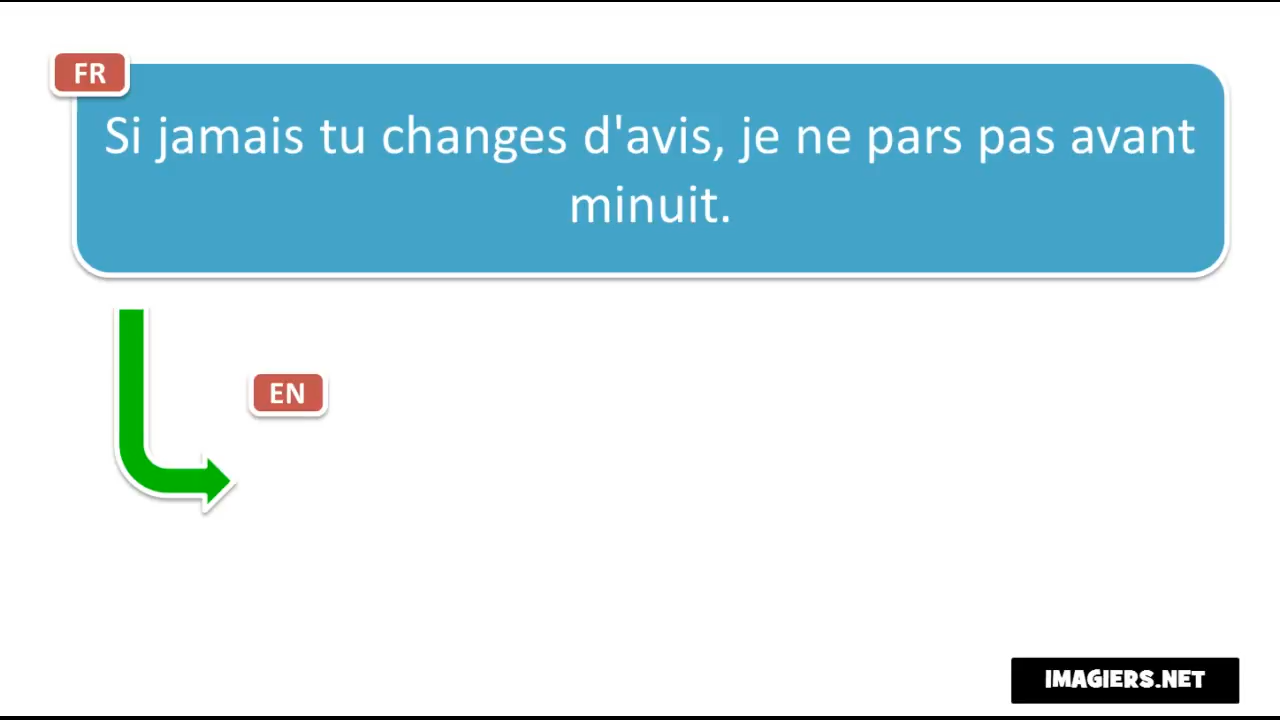 FR
Si jamais tu changes d'avis, je ne pars pas avant
minuit.
EN
IMAGIERS.NET